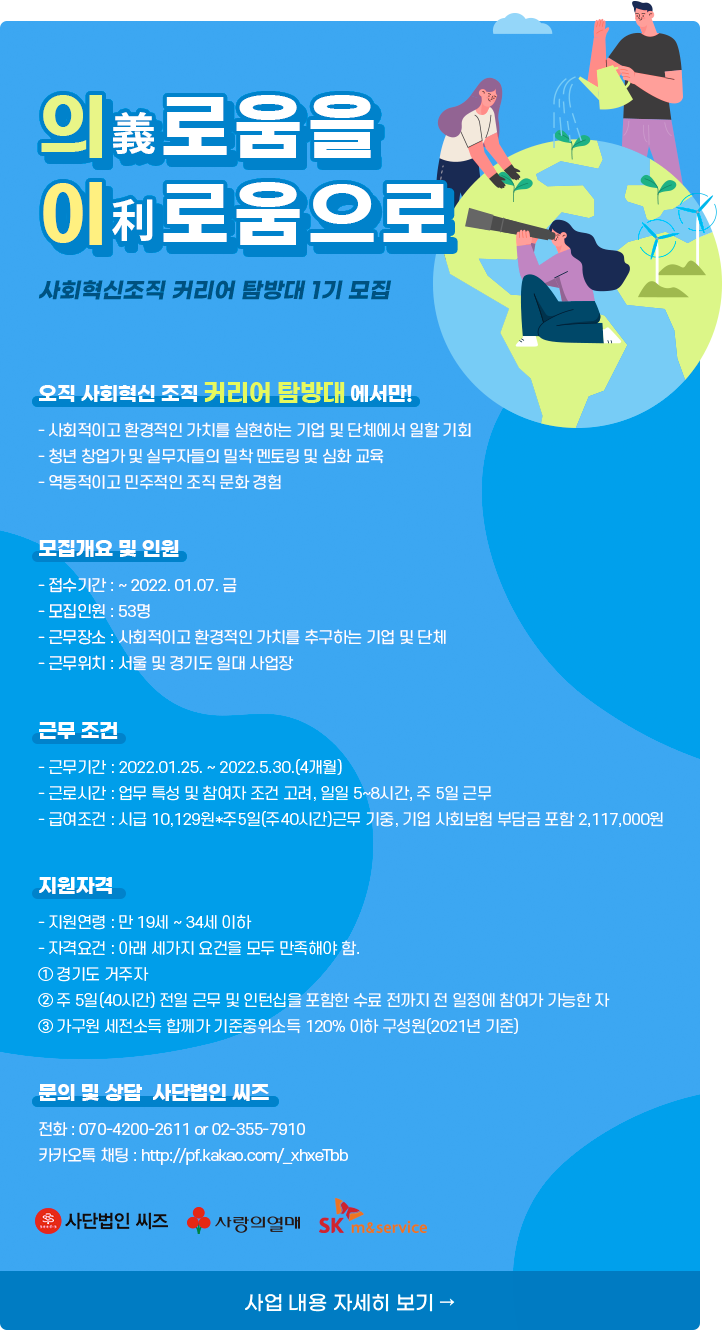 의義로움을
이利로움으로
사회혁신조직 커리어 탐방대 1기 모집
오직 사회혁신 조직 커리어 탐방대 에서만!
- 사회적이고 환경적인 가치를 실현하는 기업 및 단체에서 일할 기회
- 청년 창업가 및 실무자들의 밀착 멘토링 및 심화 교육
- 역동적이고 민주적인 조직 문화 경험
모집개요 및 인원
- 접수기간 : ~ 2022. 01.07. 금
- 모집인원 : 53명
- 근무장소 : 사회적이고 환경적인 가치를 추구하는 기업 및 단체
- 근무위치 : 서울 및 경기도 일대 사업장
근무 조건
- 근무기간 : 2022.01.25. ~ 2022.5.30.(4개월)
- 근로시간 : 업무 특성 및 참여자 조건 고려, 일일 5~8시간, 주 5일 근무
- 급여조건 : 시급 10,129원*주5일(주40시간)근무 기중, 기업 사회보험 부담금 포함 2,117,000원
지원자격
- 지원연령 : 만 19세 ~ 34세 이하
- 자격요건 : 아래 세가지 요건을 모두 만족해야 함.
① 경기도 거주자
② 주 5일(40시간) 전일 근무 및 인턴십을 포함한 수료 전까지 전 일정에 참여가 가능한 자
③ 가구원 세전소득 합께가 기준중위소득 120% 이하 구성원(2021년 기준)
문의 및 상담 사단법인 씨즈
전화 : 070-4200-2611 or 02-355-7910
카카오톡 채팅 : http://pf.kakao.com/_xhxeTbb
사단법인 씨즈 사랑의열매 SK m&service
사업 내용 자세히 보기 →